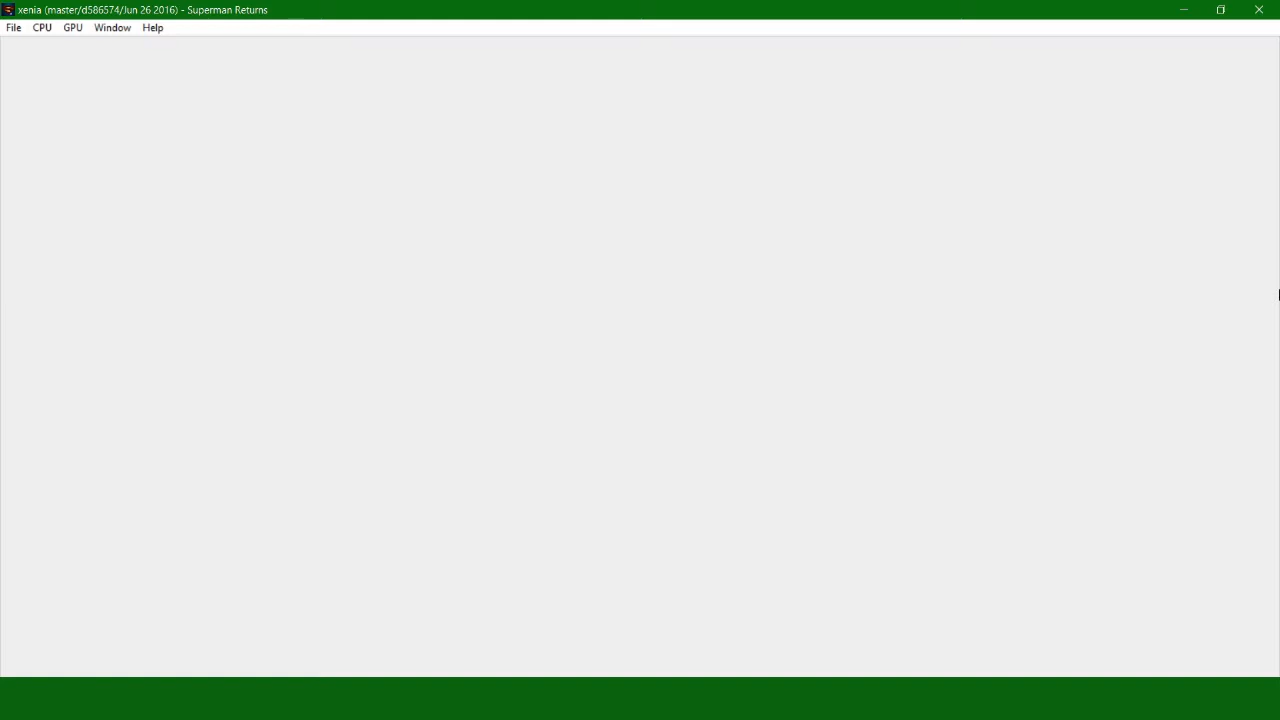 xenia (master/d586574/Jun 26 2016) - Superman Returns
File CPU GPU Window Help